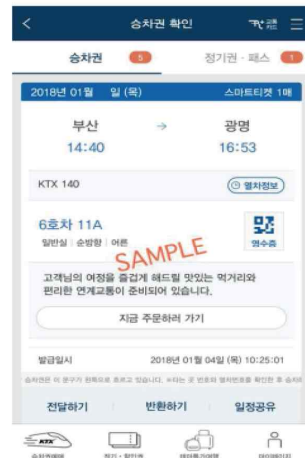 승차권 확인
승차권 5 정기권 · 패스 1
2018년 01월 일 (목) 스마트티켓 1매
부산 → 광명
14:40 16:53
KTX 140 열차정보
6호차 11A
일반실 순방향 어른 영수증
SAMPLE
고객님의 여정을 즐겁게 해드릴 맛있는 먹거리와
편리한 연계교통이 준비되어 있습니다.
지금 주문하러 가기
발급일시 2018년 01월 04일 (목) 10:25:01
전달하기 반환하기 일정공유
KTX
승차권예매